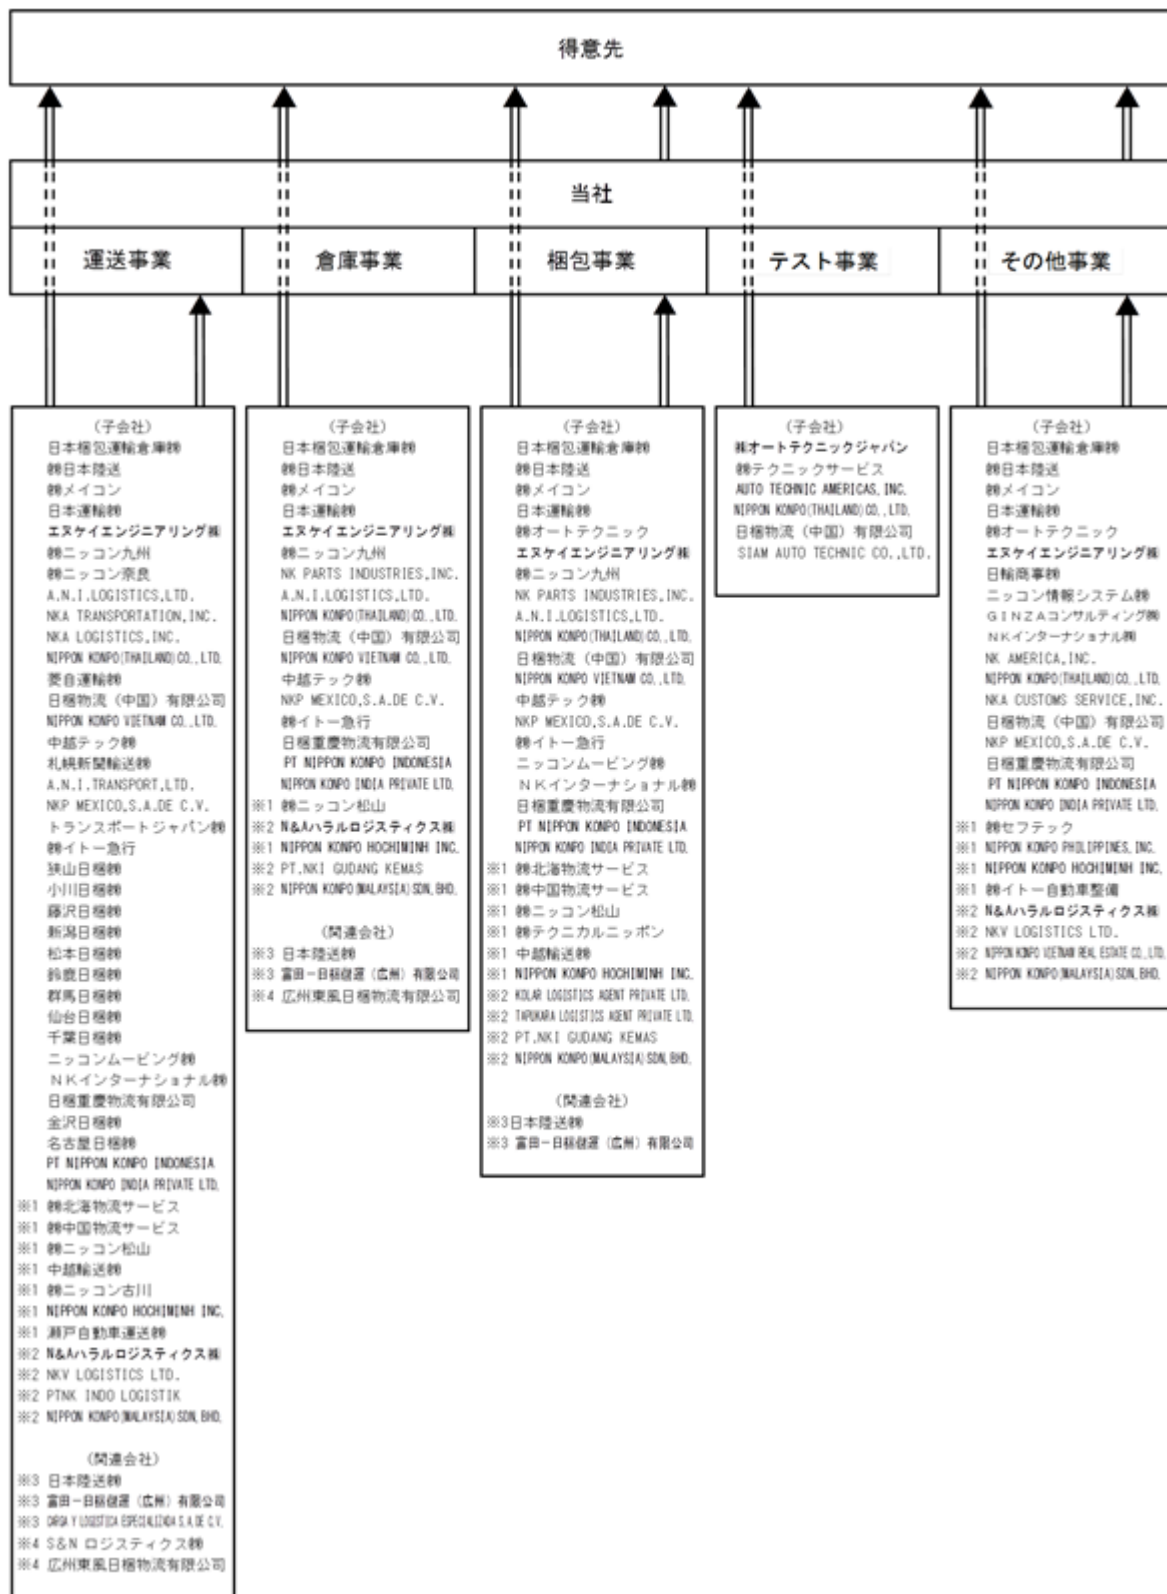 得意先
当社
運送事業
倉庫事業
梱包事業
テスト事業
その他事業
(子会社)
日本梱包運輸倉庫㈱
㈱日本陸送
㈱メイコン
日本運輸㈱
エヌケイエンジニアリング㈱
㈱ニッコン九州
㈱ニッコン奈良
A.N.I.LOGISTICS,LTD.
NKA TRANSPORTATION,INC.
NKA LOGISTICS,INC.
NIPPON KONPO(THAILAND)CO.,LTD.
菱自運輸㈱
日梱物流（中国）有限公司
NIPPON KONPO VIETNAM CO.,LTD.
中越テック㈱
札幌新聞輸送㈱
A.N.I.TRANSPORT,LTD.
NKP MEXICO,S.A.DE C.V.
トランスポートジャパン㈱
㈱イトー急行
狭山日梱㈱
小川日梱㈱
藤沢日梱㈱
新潟日梱㈱
松本日梱㈱
鈴鹿日梱㈱
群馬日梱㈱
仙台日梱㈱
千葉日梱㈱
ニッコンムービング㈱
ＮＫインターナショナル㈱
日梱重慶物流有限公司
金沢日梱㈱
名古屋日梱㈱
PT NIPPON KONPO INDONESIA
NIPPON KONPO INDIA PRIVATE LTD.
※1 ㈱北海物流サービス
※1 ㈱中国物流サービス
※1 ㈱ニッコン松山
※1 中越輸送㈱
※1 ㈱ニッコン古川
※1 NIPPON KONPO HOCHIMINH INC.
※1 瀬戸自動車運送㈱
※2 N&Aハラルロジスティクス㈱
※2 NKV LOGISTICS LTD.
※2 PTNK INDO LOGISTIK
※2 NIPPON KONPO(MALAYSIA)SDN,BHD.
(関連会社)
※3 日本陸送㈱
※3 富田－日梱儲運（広州）有限公司
※3 CARGA Y LOGISTICA ESPECIALIZADA S.A.DE C.V.
※4 S&N ロジスティクス㈱
※4 広州東風日梱物流有限公司
(子会社)
日本梱包運輸倉庫㈱
㈱日本陸送
㈱メイコン
日本運輸㈱
エヌケイエンジニアリング㈱
㈱ニッコン九州
NK PARTS INDUSTRIES,INC.
A.N.I.LOGISTICS,LTD.
NIPPON KONPO(THAILAND)CO.,LTD.
日梱物流（中国）有限公司
NIPPON KONPO VIETNAM CO.,LTD.
中越テック㈱
NKP MEXICO,S.A.DE C.V.
㈱イトー急行
日梱重慶物流有限公司
PT NIPPON KONPO INDONESIA
NIPPON KONPO INDIA PRIVATE LTD.
※1 ㈱ニッコン松山
※2 N&Aハラルロジスティクス㈱
※1 NIPPON KONPO HOCHIMINH INC.
※2 PT.NKI GUDANG KEMAS
※2 NIPPON KONPO(MALAYSIA)SDN,BHD.
(関連会社)
※3 日本陸送㈱
※3 富田－日梱儲運（広州）有限公司
※4 広州東風日梱物流有限公司
(子会社)
日本梱包運輸倉庫㈱
㈱日本陸送
㈱メイコン
日本運輸㈱
㈱オートテクニック
エヌケイエンジニアリング㈱
㈱ニッコン九州
NK PARTS INDUSTRIES,INC.
A.N.I.LOGISTICS,LTD.
NIPPON KONPO(THAILAND)CO.,LTD.
日梱物流（中国）有限公司
NIPPON KONPO VIETNAM CO.,LTD.
中越テック㈱
NKP MEXICO,S.A.DE C.V.
㈱イトー急行
ニッコンムービング㈱
ＮＫインターナショナル㈱
日梱重慶物流有限公司
PT NIPPON KONPO INDONESIA
NIPPON KONPO INDIA PRIVATE LTD.
※1 ㈱北海物流サービス
※1 ㈱中国物流サービス
※1 ㈱ニッコン松山
※1 ㈱テクニカルニッポン
※1 中越輸送㈱
※1 NIPPON KONPO HOCHIMINH INC.
※2 KOLAR LOGISTICS AGENT PRIVATE LTD.
※2 TAPUKARA LOGISTICS AGENT PRIVATE LTD.
※2 PT.NKI GUDANG KEMAS
※2 NIPPON KONPO(MALAYSIA)SDN,BHD.
(関連会社)
※3日本陸送㈱
※3 富田－日梱儲運（広州）有限公司
(子会社)
㈱オートテクニックジャパン
㈱テクニックサービス
AUTO TECHNIC AMERICAS,INC.
NIPPON KONPO(THAILAND)CO.,LTD.
日梱物流（中国）有限公司
SIAM AUTO TECHNIC CO.,LTD.
(子会社)
日本梱包運輸倉庫㈱
㈱日本陸送
㈱メイコン
日本運輸㈱
㈱オートテクニック
エヌケイエンジニアリング㈱
日輸商事㈱
ニッコン情報システム㈱
ＧＩＮＺＡコンサルティング㈱
ＮＫインターナショナル㈱
NK AMERICA,INC.
NIPPON KONPO(THAILAND)CO.,LTD.
NKA CUSTOMS SERVICE,INC.
日梱物流（中国）有限公司
NKP MEXICO,S.A.DE C.V.
日梱重慶物流有限公司
PT NIPPON KONPO INDONESIA
NIPPON KONPO INDIA PRIVATE LTD.
※1 ㈱セフテック
※1 NIPPON KONPO PHILIPPINES,INC.
※1 NIPPON KONPO HOCHIMINH INC.
※1 ㈱イトー自動車整備
※2 N&Aハラルロジスティクス㈱
※2 NKV LOGISTICS LTD.
※2 NIPPON KONPO VIETNAM REAL ESTATE CO.,LTD.
※2 NIPPON KONPO(MALAYSIA)SDN,BHD.